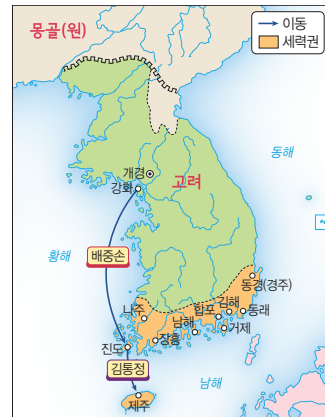 몽골(원)
이동
세력권
동해
개경
고려
강화
황해
배중손
동경(경주)
나주
합포
김해
동래
남해
거제
장흥
진도
김통정
남해
제주